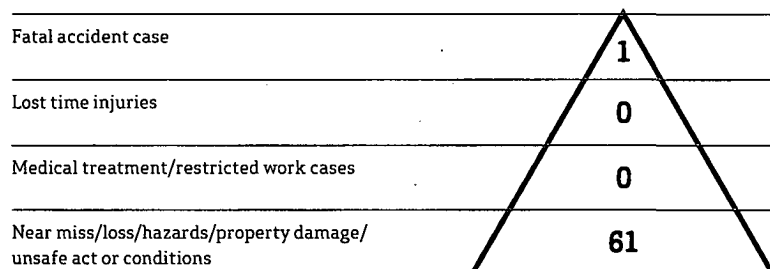 Fatal accident case
1
Lost time injuries
0
Medical treatment/restricted work cases
0
Near miss/loss/hazards/property damage/
unsafe act or conditions
61